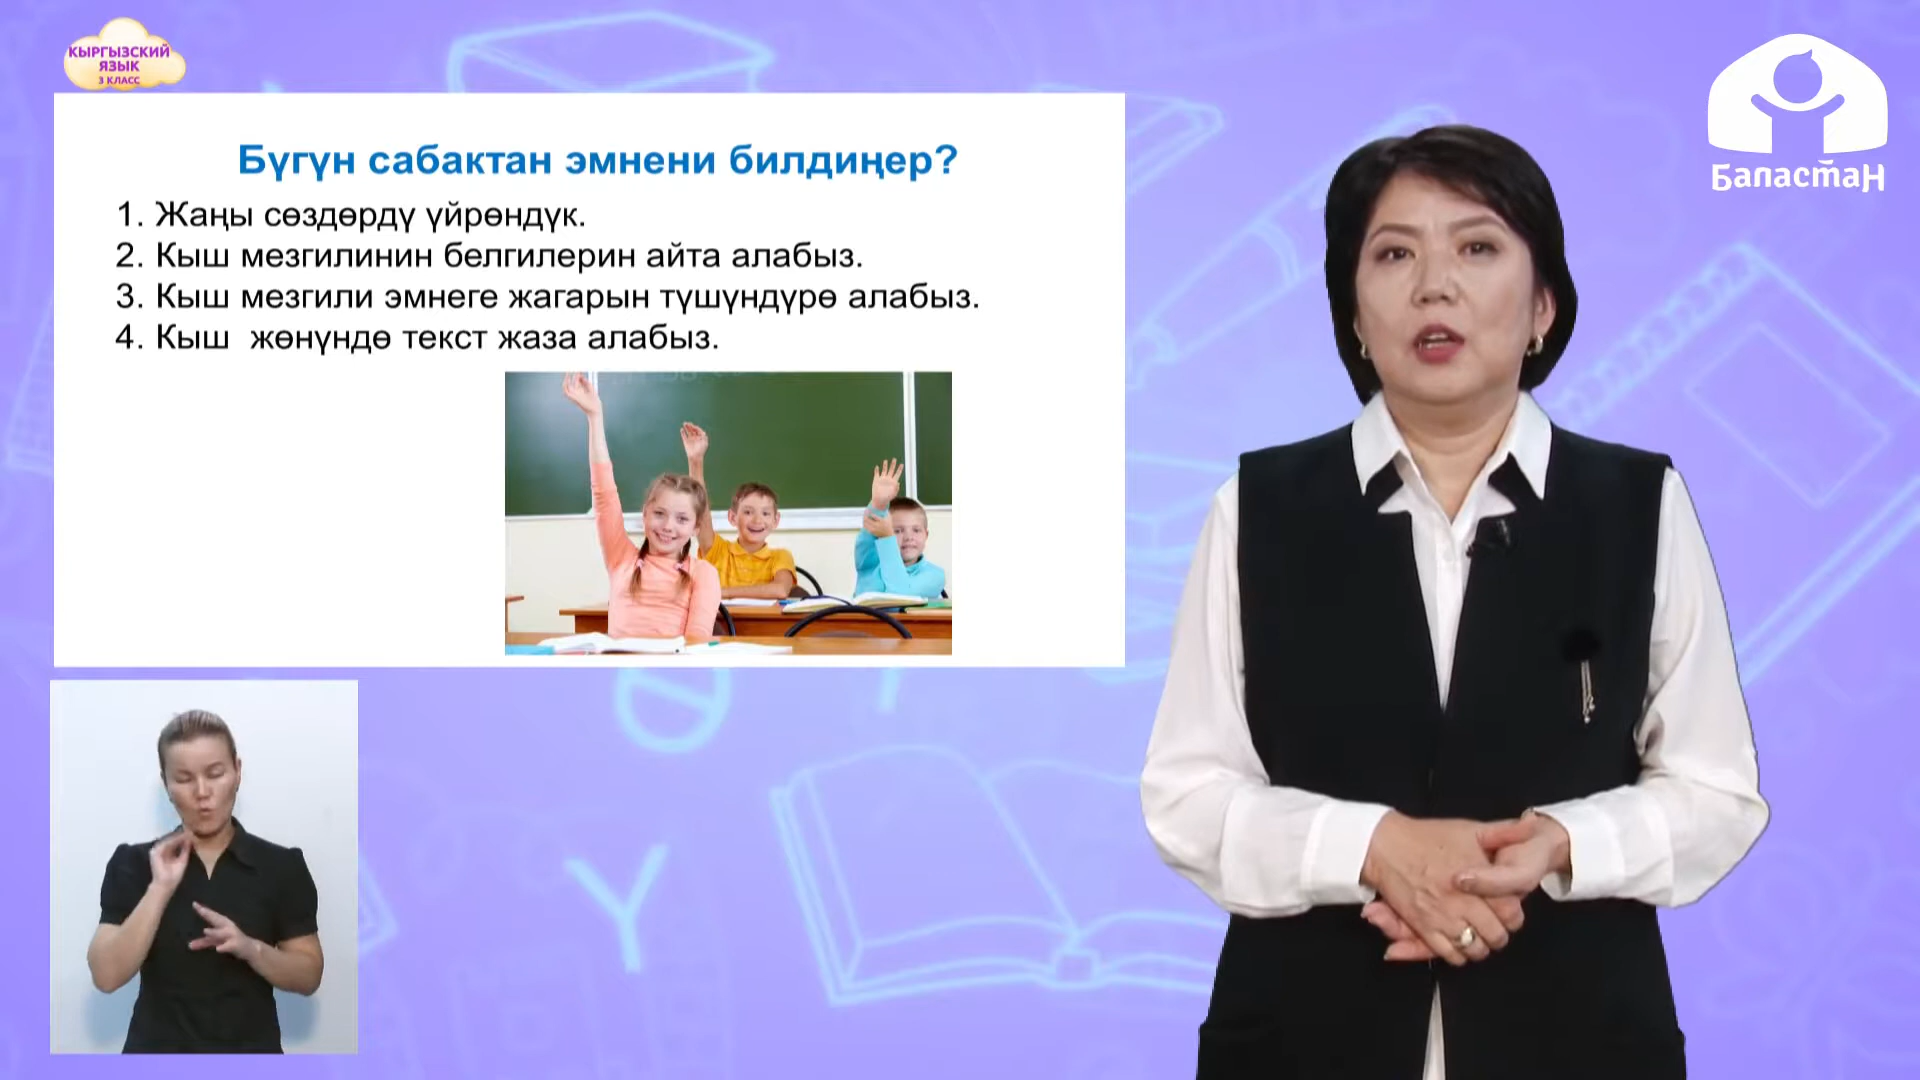 КЫРГЫЗСКИЙ
ЯЗЫК
3 КЛАСС
Баластан
Бүгүн сабактан эмнени билдиңер?
1. Жаңы сөздөрдү үйрөндүк.
2. Кыш мезгилинин белгилерин айта алабыз.
3. Кыш мезгили эмнеге жагарын түшүндүрө алабыз.
4. Кыш  жөнүндө текст жаза алабыз.
Ө
Ү